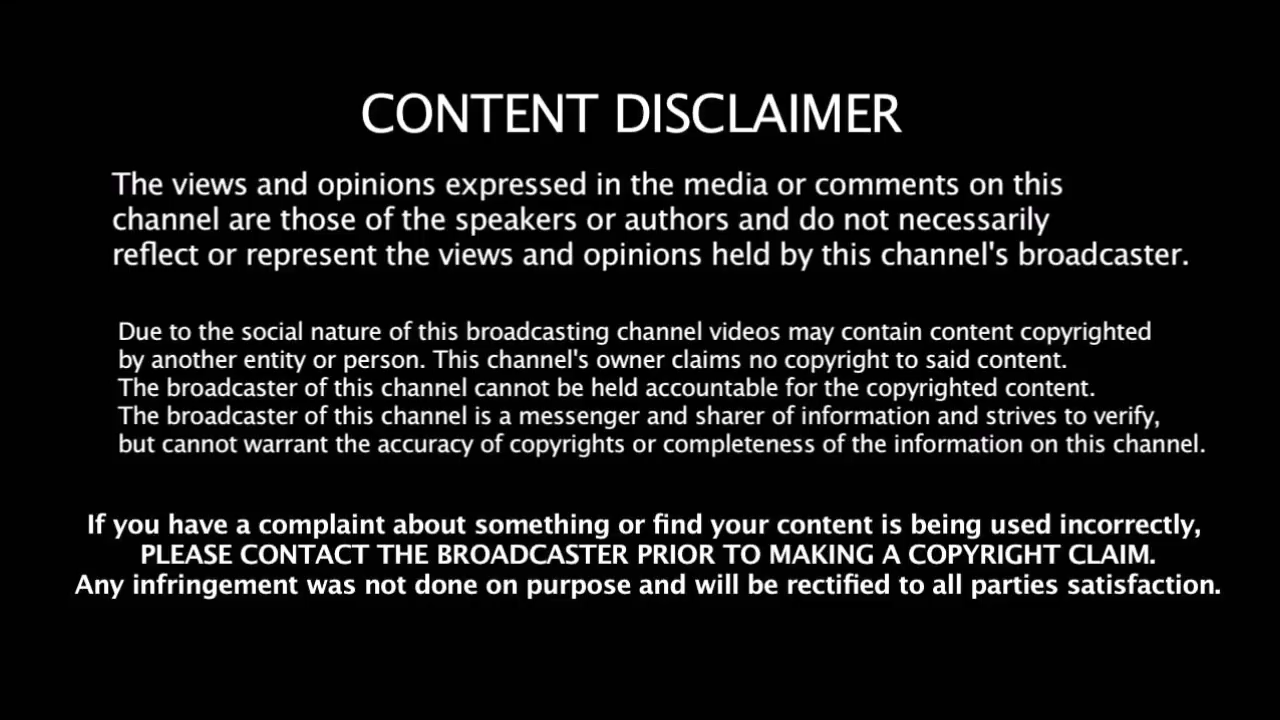 CONTENT DISCLAIMER
The views and opinions expressed in the media or comments on this
channel are those of the speakers or authors and do not necessarily
reflect or represent the views and opinions held by this channel's broadcaster.
Due to the social nature of this broadcasting channel videos may contain content copyrighted
by another entity or person. This channel's owner claims no copyright to said content.
The broadcaster of this channel cannot be held accountable for the copyrighted content.
The broadcaster of this channel is a messenger and sharer of information and strives to verify,
but cannot warrant the accuracy of copyrights or completeness of the information on this channel.
If you have a complaint about something or find your content is being used incorrectly,
PLEASE CONTACT THE BROADCASTER PRIOR TO MAKING A COPYRIGHT CLAIM.
Any infringement was not done on purpose and will be rectified to all parties satisfaction.